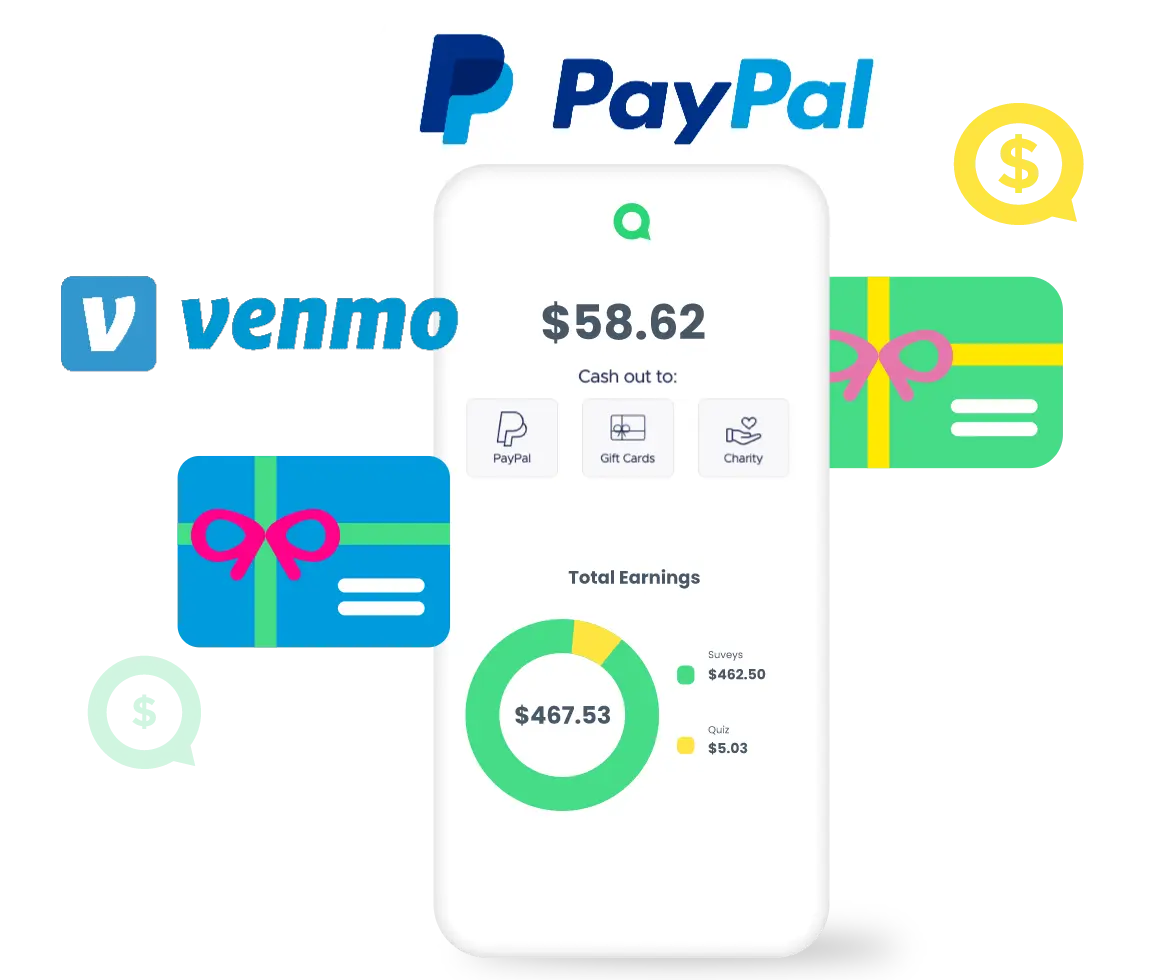 PayPal
$
venmo
$58.62
Cash out to:
PayPal
Gift Cards
Charity
Total Earnings
Suveys
$462.50
$467.53
Quiz
$5.03
$